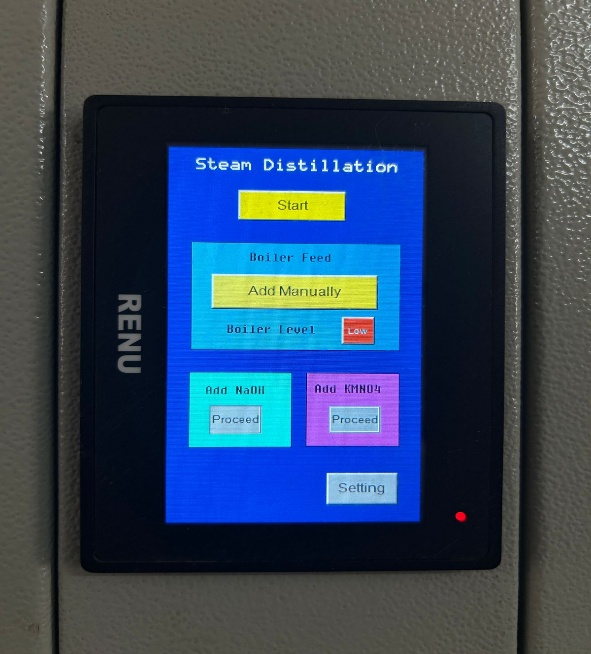 Steam Distillation
Start
Boiler Feed
Add Manually
Boiler Level
Low
Add NaOH
Proceed
Add KMNO4
Proceed
Setting
RENU